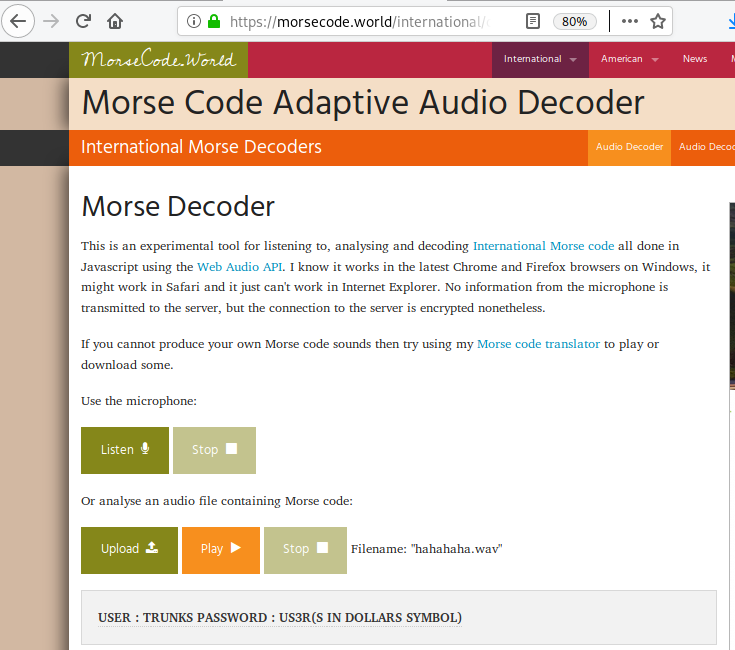 https://morsecode.world/international/
80%
MorseCode.World
International
American
News
Morse Code Adaptive Audio Decoder
International Morse Decoders
Audio Decoder
Audio Deco
Morse Decoder
This is an experimental tool for listening to, analysing and decoding International Morse code all done in
Javascript using the Web Audio API. I know it works in the latest Chrome and Firefox browsers on Windows, it
might work in Safari and it just can't work in Internet Explorer. No information from the microphone is
transmitted to the server, but the connection to the server is encrypted nonetheless.
If you cannot produce your own Morse code sounds then try using my Morse code translator to play or
download some.
Use the microphone:
Listen
Stop
Or analyse an audio file containing Morse code:
Upload
Play
Stop
Filename: "hahahaha.wav"
USER : TRUNKS PASSWORD : US3R(S IN DOLLARS SYMBOL)